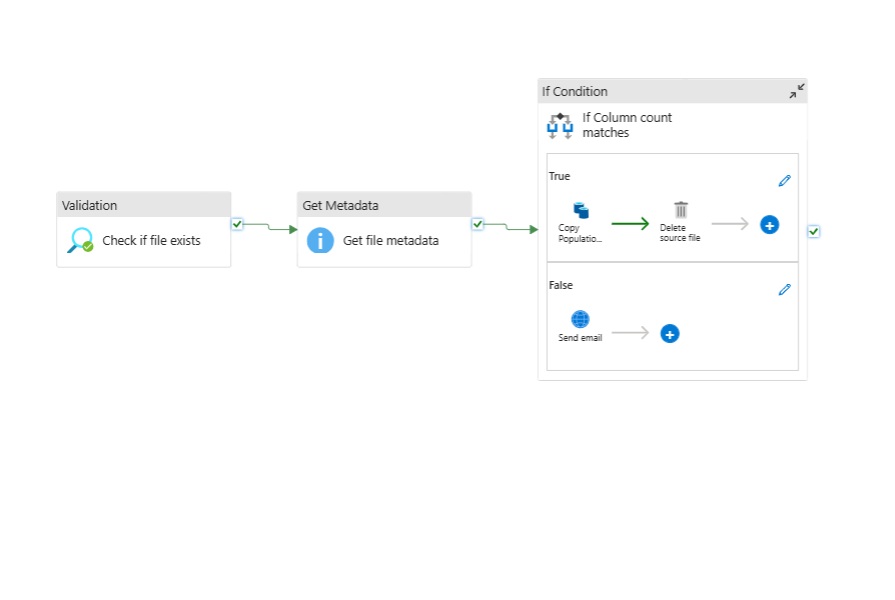 Validation
Check if file exists
Get Metadata
Get file metadata
If Condition
If Column count
matches
True
Copy
Populatio...
Delete
source file
False
Send email